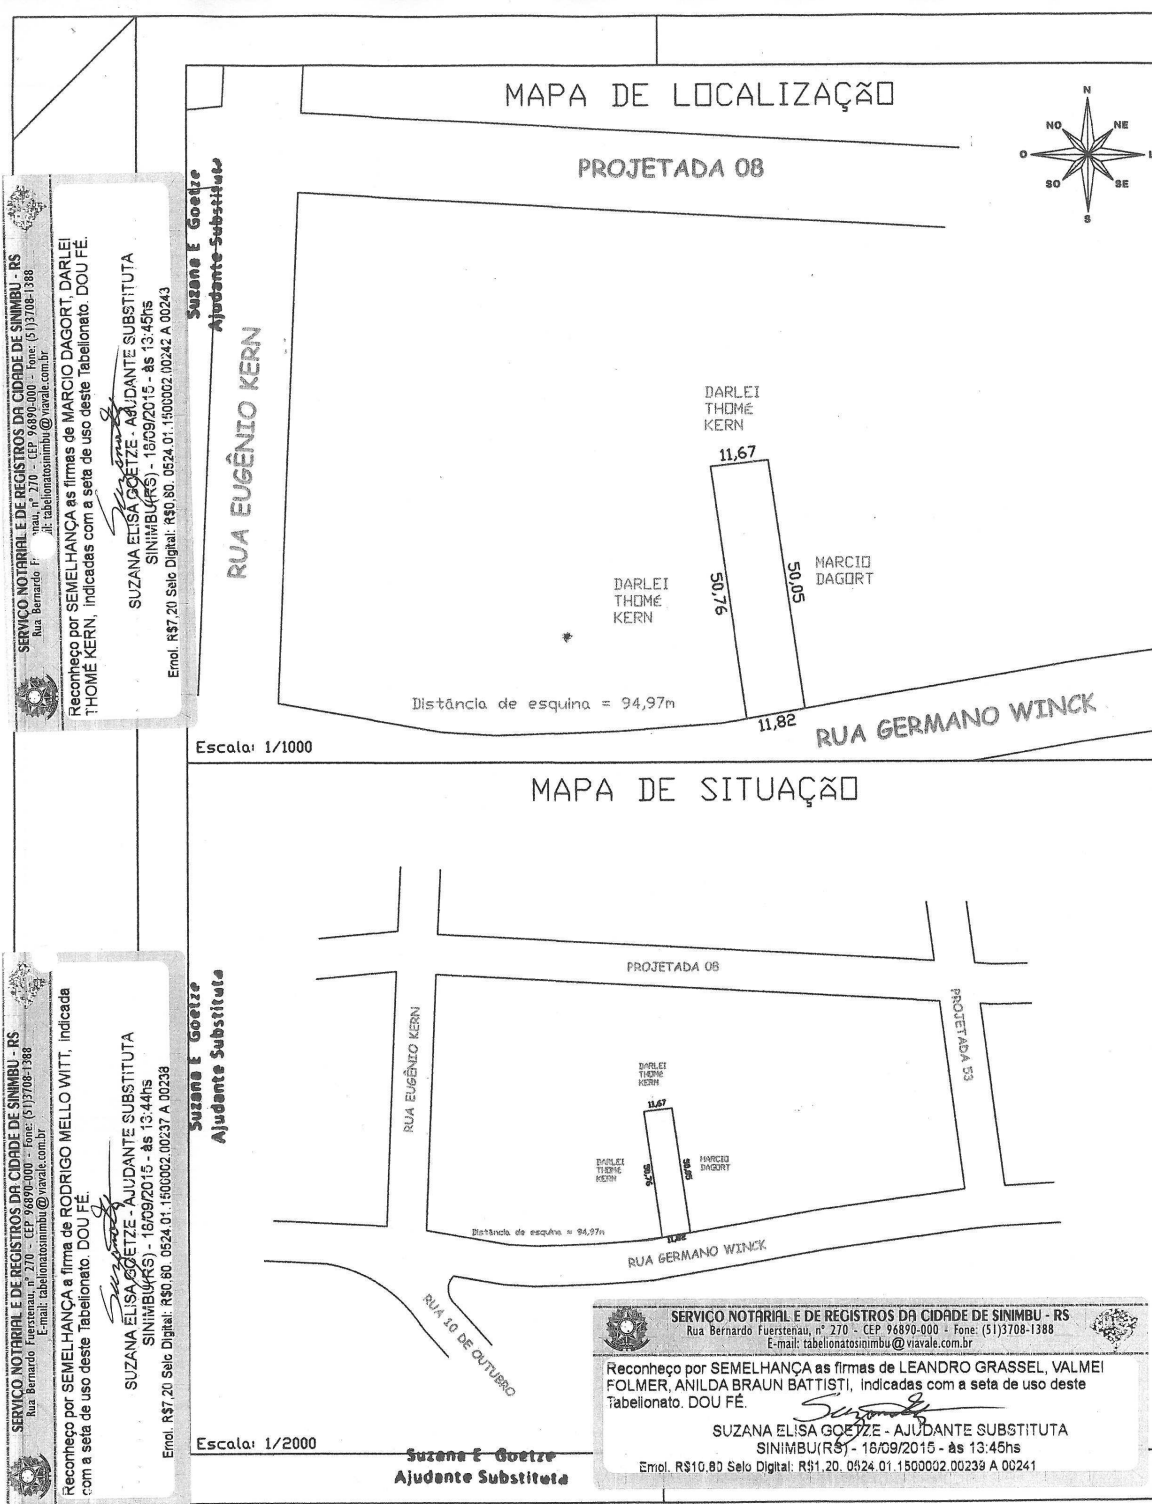 MAPA DE LOCALIZAÇÃO
N
NO
NE
O
L
SO
SE
S
PROJETADA 08
RUA EUGÊNIO KERN
DARLEI
THOMÉ
KERN
11,67
DARLEI
THOMÉ
KERN
50,76
50,05
MARCIO
DAGORT
Distância de esquina = 94,97m
11,82
RUA GERMANO WINCK
Escala: 1/1000
SERVIÇO NOTARIAL E DE REGISTROS DA CIDADE DE SINIMBU - RS
Rua Bernardo F nau, n° 270 - CEP 96890-000 - Fone: (51)3708-1388
il: tabelionatosinimbu@viavale.com.br
Reconheço por SEMELHANÇA as firmas de MARCIO DAGORT, DARLEI
THOMÉ KERN, indicadas com a seta de uso deste Tabelionato. DOU FÉ.
SUZANA ELISA GOETZE - AJUDANTE SUBSTITUTA
SINIMBU(RS) - 16/09/2015 - às 13:45hs
Emol. R$7,20 Selo Digital: R$0,60. 0524.01.1500002.00242 A 00243
Suzana E Goetze
Ajudante Substituta
MAPA DE SITUAÇÃO
PROJETADA 08
RUA EUGÊNIO KERN
PROJETADA 53
DARLEI
THOMÉ
KERN
11,67
DARLEI
THOMÉ
KERN
50,76
50,05
MARCIO
DAGORT
Distância de esquina = 94,97m
11,82
RUA GERMANO WINCK
RUA 10 DE OUTUBRO
Escala: 1/2000
SERVIÇO NOTARIAL E DE REGISTROS DA CIDADE DE SINIMBU - RS
Rua Bernardo Fuerstenau, n° 270 - CEP 96890-000 - Fone: (51)3708-1388
E-mail: tabelionatosinimbu@viavale.com.br
Reconheço por SEMELHANÇA a firma de RODRIGO MELLO WITT, indicada
com a seta de uso deste Tabelionato. DOU FÉ.
SUZANA ELISA GOETZE - AJUDANTE SUBSTITUTA
SINIMBU(RS) - 16/09/2015 - às 13:44hs
Emol. R$7,20 Selo Digital: R$0,60. 0524.01.1500002.00237 A 00238
Suzana E Goetze
Ajudante Substituta
Suzana E Goetze
Ajudante Substituta
SERVIÇO NOTARIAL E DE REGISTROS DA CIDADE DE SINIMBU - RS
Rua Bernardo Fuerstenau, n° 270 - CEP 96890-000 - Fone: (51)3708-1388
E-mail: tabelionatosinimbu@viavale.com.br
Reconheço por SEMELHANÇA as firmas de LEANDRO GRASSEL, VALMEI
FOLMER, ANILDA BRAUN BATTISTI, indicadas com a seta de uso deste
Tabelionato. DOU FÉ.
SUZANA ELISA GOETZE - AJUDANTE SUBSTITUTA
SINIMBU(RS) - 16/09/2015 - às 13:45hs
Emol. R$10,80 Selo Digital: R$1,20. 0524.01.1500002.00239 A 00241